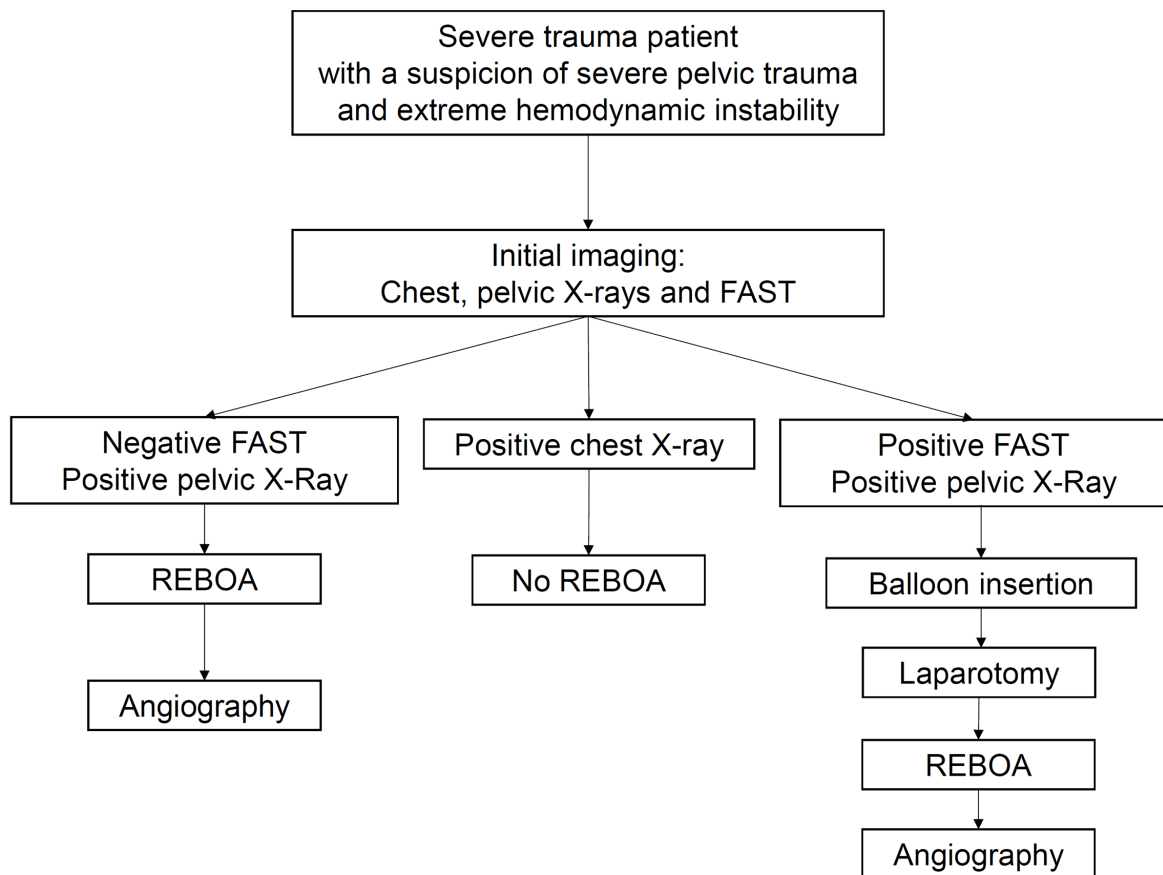 Severe trauma patient
with a suspicion of severe pelvic trauma
and extreme hemodynamic instability
Initial imaging:
Chest, pelvic X-rays and FAST
Negative FAST
Positive pelvic X-Ray
REBOA
Angiography
Positive chest X-ray
No REBOA
Positive FAST
Positive pelvic X-Ray
Balloon insertion
Laparotomy
REBOA
Angiography